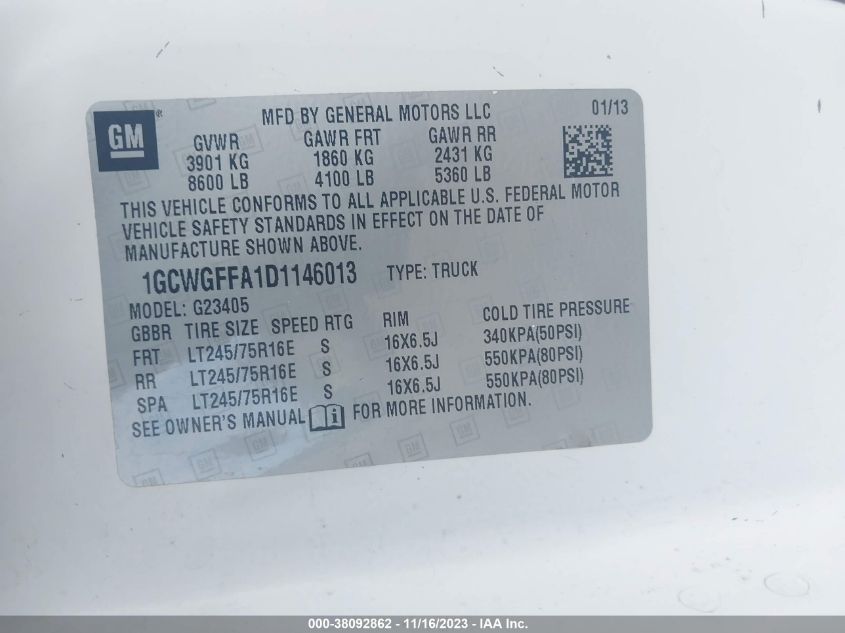 GM ®
MFD BY GENERAL MOTORS LLC 01/13
GVWR GAWR FRT GAWR RR
3901 KG 1860 KG 2431 KG
8600 LB 4100 LB 5360 LB
THIS VEHICLE CONFORMS TO ALL APPLICABLE U.S. FEDERAL MOTOR
VEHICLE SAFETY STANDARDS IN EFFECT ON THE DATE OF
MANUFACTURE SHOWN ABOVE.
1GCWGFFA1D1146013 TYPE: TRUCK
MODEL: G23405
GBBR TIRE SIZE SPEED RTG RIM COLD TIRE PRESSURE
FRT LT245/75R16E S 16X6.5J 340KPA(50PSI)
RR LT245/75R16E S 16X6.5J 550KPA(80PSI)
SPA LT245/75R16E S 16X6.5J 550KPA(80PSI)
SEE OWNER'S MANUAL i FOR MORE INFORMATION.
000-38092862 - 11/16/2023 - IAA Inc.